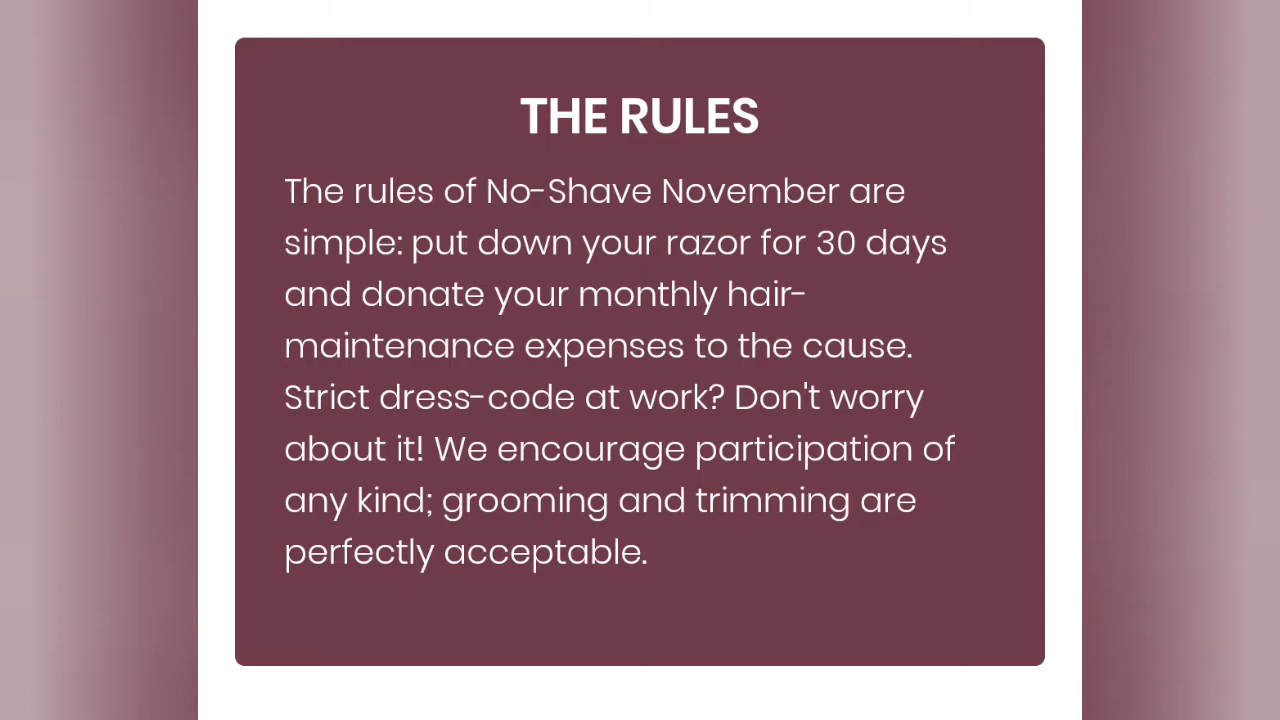 THE RULES
The rules of No-Shave November are
simple: put down your razor for 30 days
and donate your monthly hair-
maintenance expenses to the cause.
Strict dress-code at work? Don't worry
about it! We encourage participation of
any kind; grooming and trimming are
perfectly acceptable.